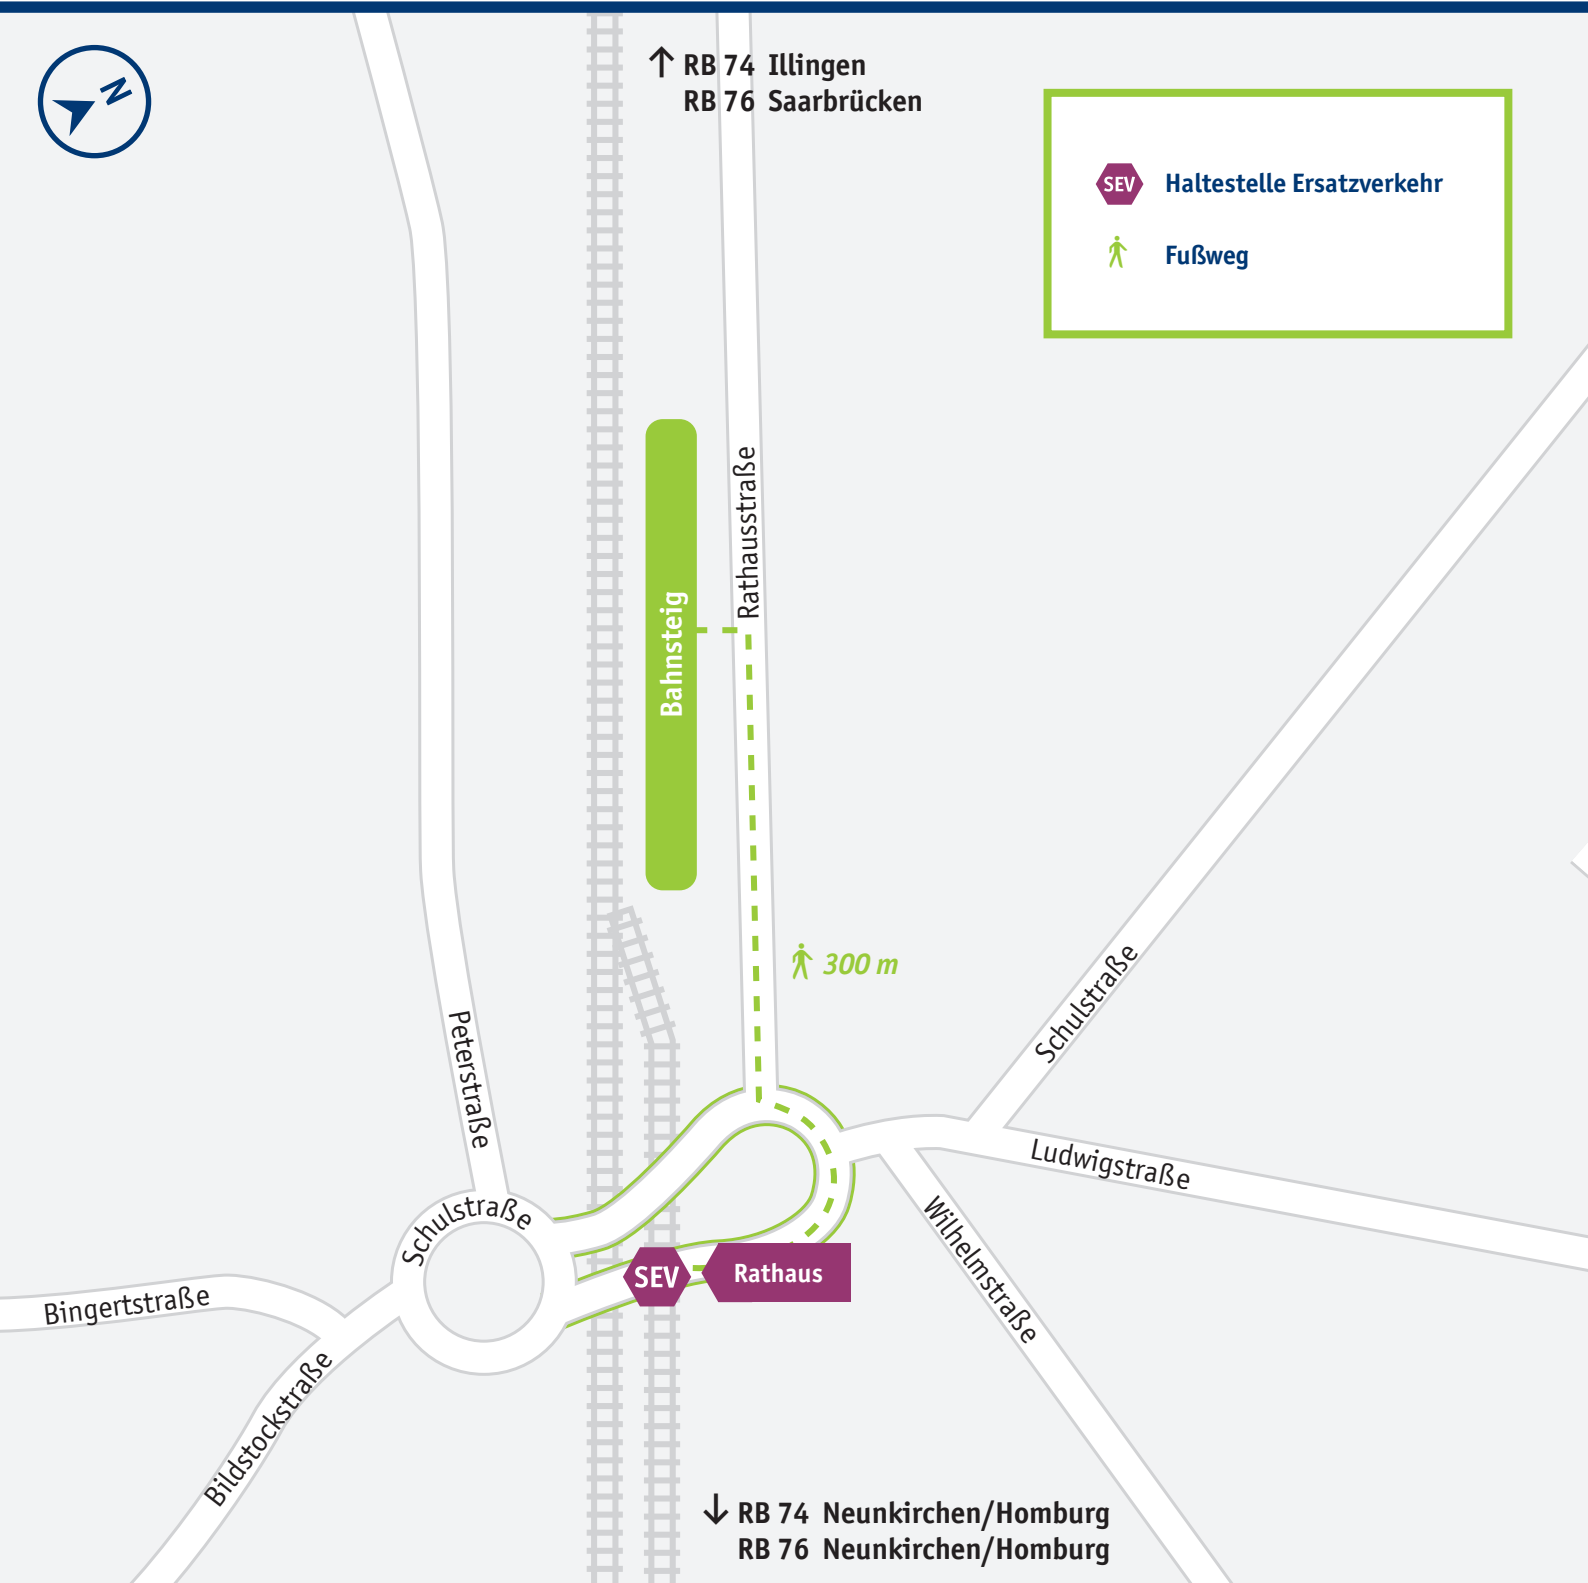 N
↑ RB 74 Illingen
RB 76 Saarbrücken
SEV Haltestelle Ersatzverkehr
Fußweg
Rathausstraße
Bahnsteig
300 m
Schulstraße
Peterstraße
Ludwigstraße
Schulstraße
Wilhelmstraße
SEV
Rathaus
Bingertstraße
Bildstockstraße
↓ RB 74 Neunkirchen/Homburg
RB 76 Neunkirchen/Homburg